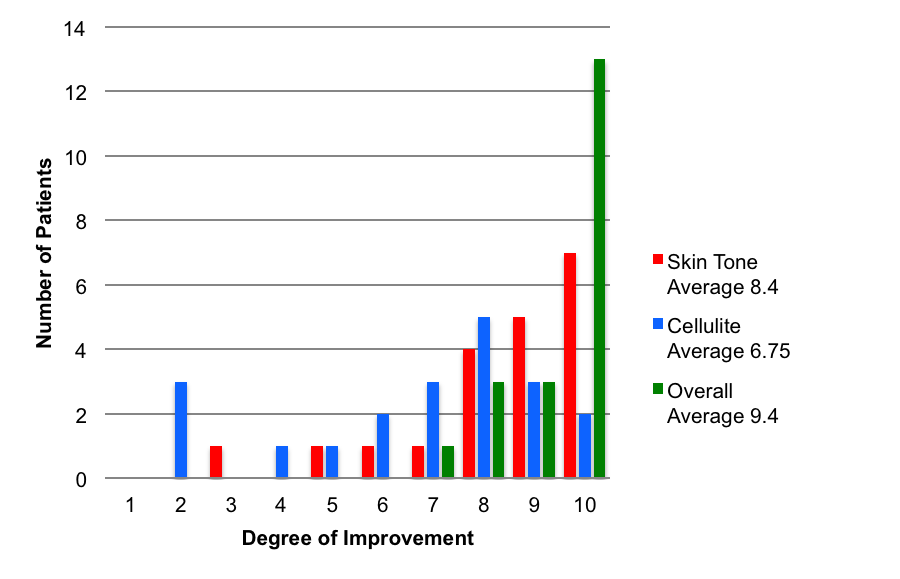 14
12
10
8
6
4
2
0
Number of Patients
1 2 3 4 5 6 7 8 9 10
Degree of Improvement
Skin Tone
Average 8.4
Cellulite
Average 6.75
Overall
Average 9.4